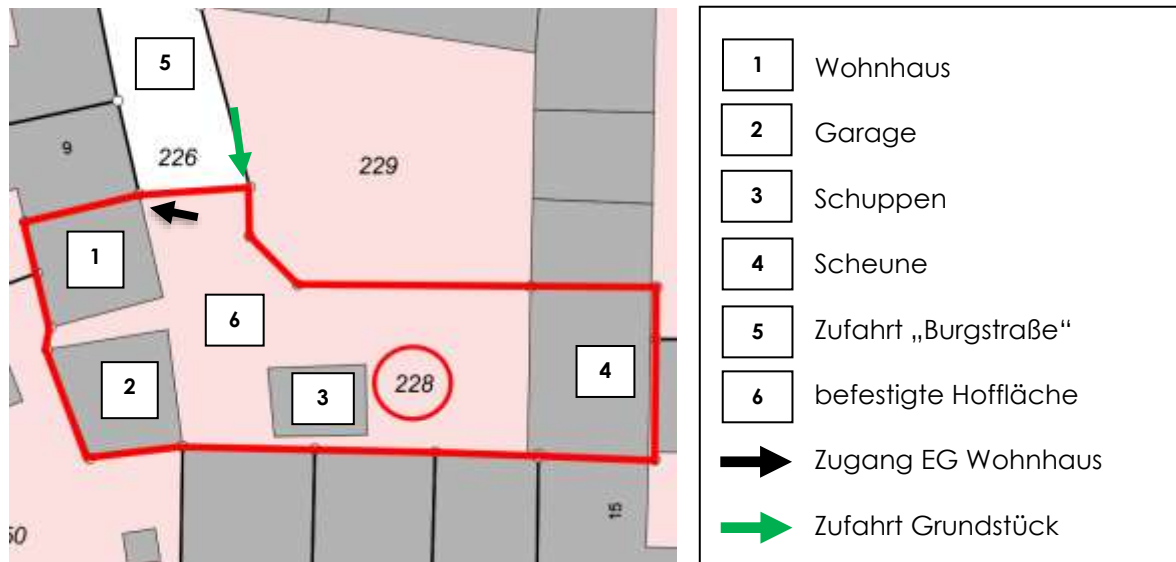 5
9
226
229
1
6
2
3
228
4
50
15
1 Wohnhaus
2 Garage
3 Schuppen
4 Scheune
5 Zufahrt „Burgstraße“
6 befestigte Hoffläche
Zugang EG Wohnhaus
Zufahrt Grundstück